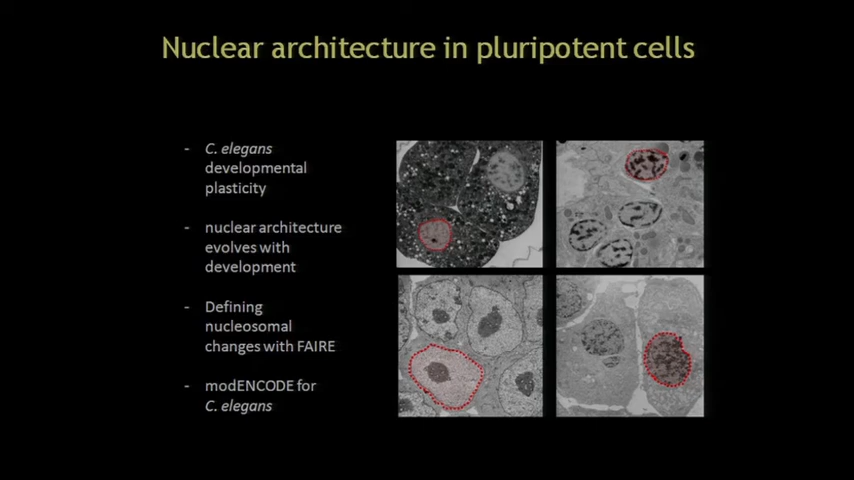 Nuclear architecture in pluripotent cells
- C. elegans
developmental
plasticity
- nuclear architecture
evolves with
development
- Defining
nucleosomal
changes with FAIRE
- modENCODE for
C. elegans